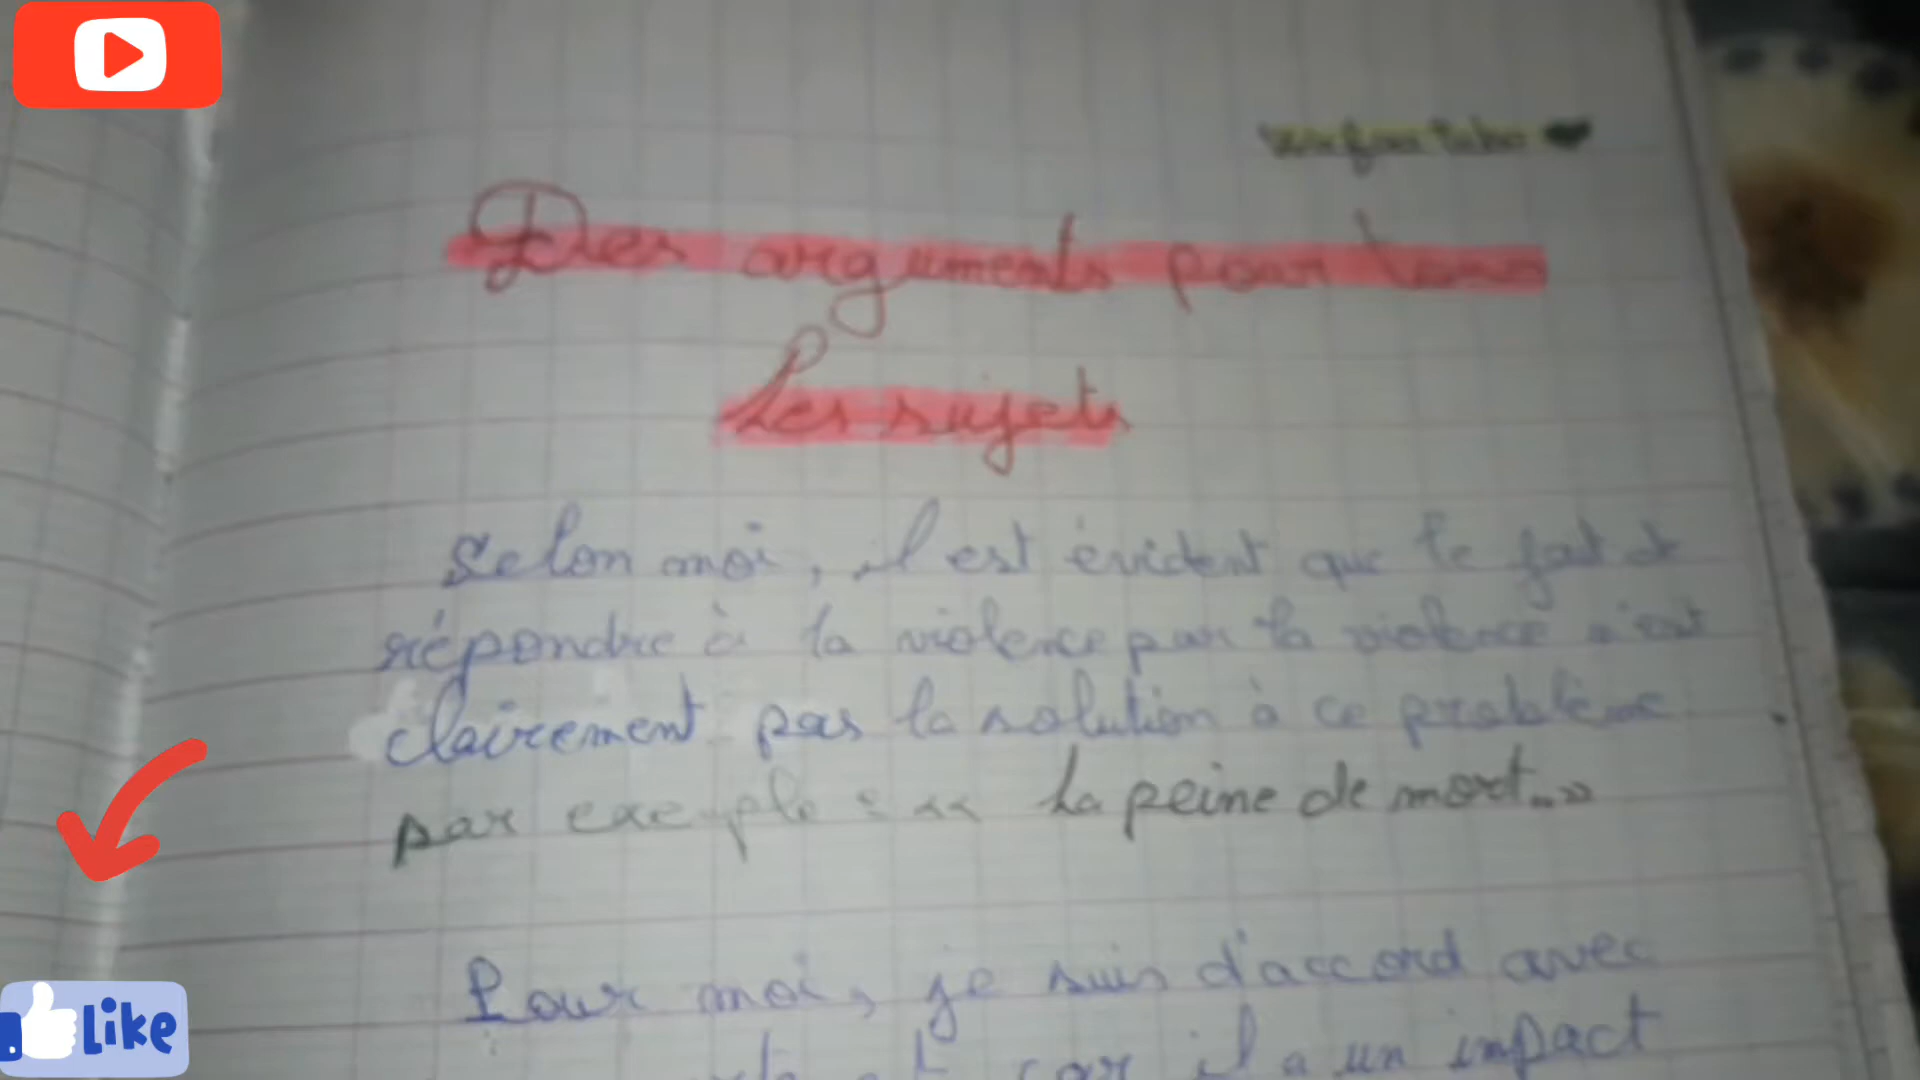 Des arguments pour tous
Les sujets
Selon moi, il est évident que le fait de
répondre à la violence par la violence n'est
clairement pas la solution à ce problème
par exemple : << La peine de mort..>>
Pour moi, je suis d'accord avec
car il a un impact
like